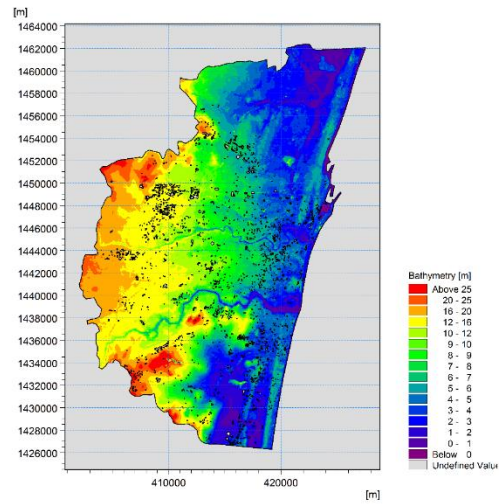 [m]
1464000
1462000
1460000
1458000
1456000
1454000
1452000
1450000
1448000
1446000
1444000
1442000
1440000
1438000
1436000
1434000
1432000
1430000
1428000
1426000
410000
420000
[m]
Bathymetry [m]
Above 25
20 - 25
16 - 20
12 - 16
10 - 12
9 - 10
8 - 9
7 - 8
6 - 7
5 - 6
4 - 5
3 - 4
2 - 3
1 - 2
0 - 1
Below 0
Undefined Value